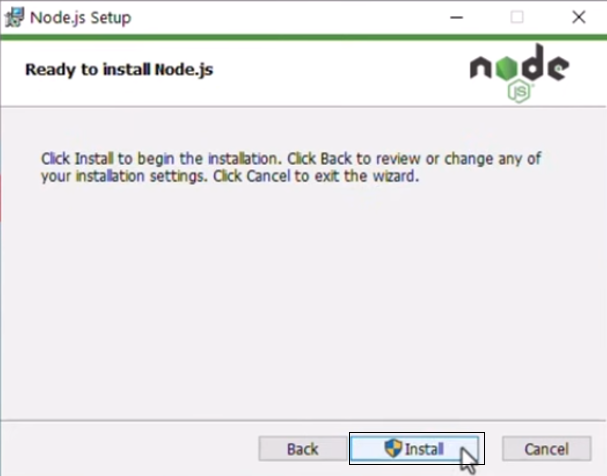 Node.js Setup
Ready to install Node.js
node
JS
Click Install to begin the installation. Click Back to review or change any of
your installation settings. Click Cancel to exit the wizard.
Back
Install
Cancel